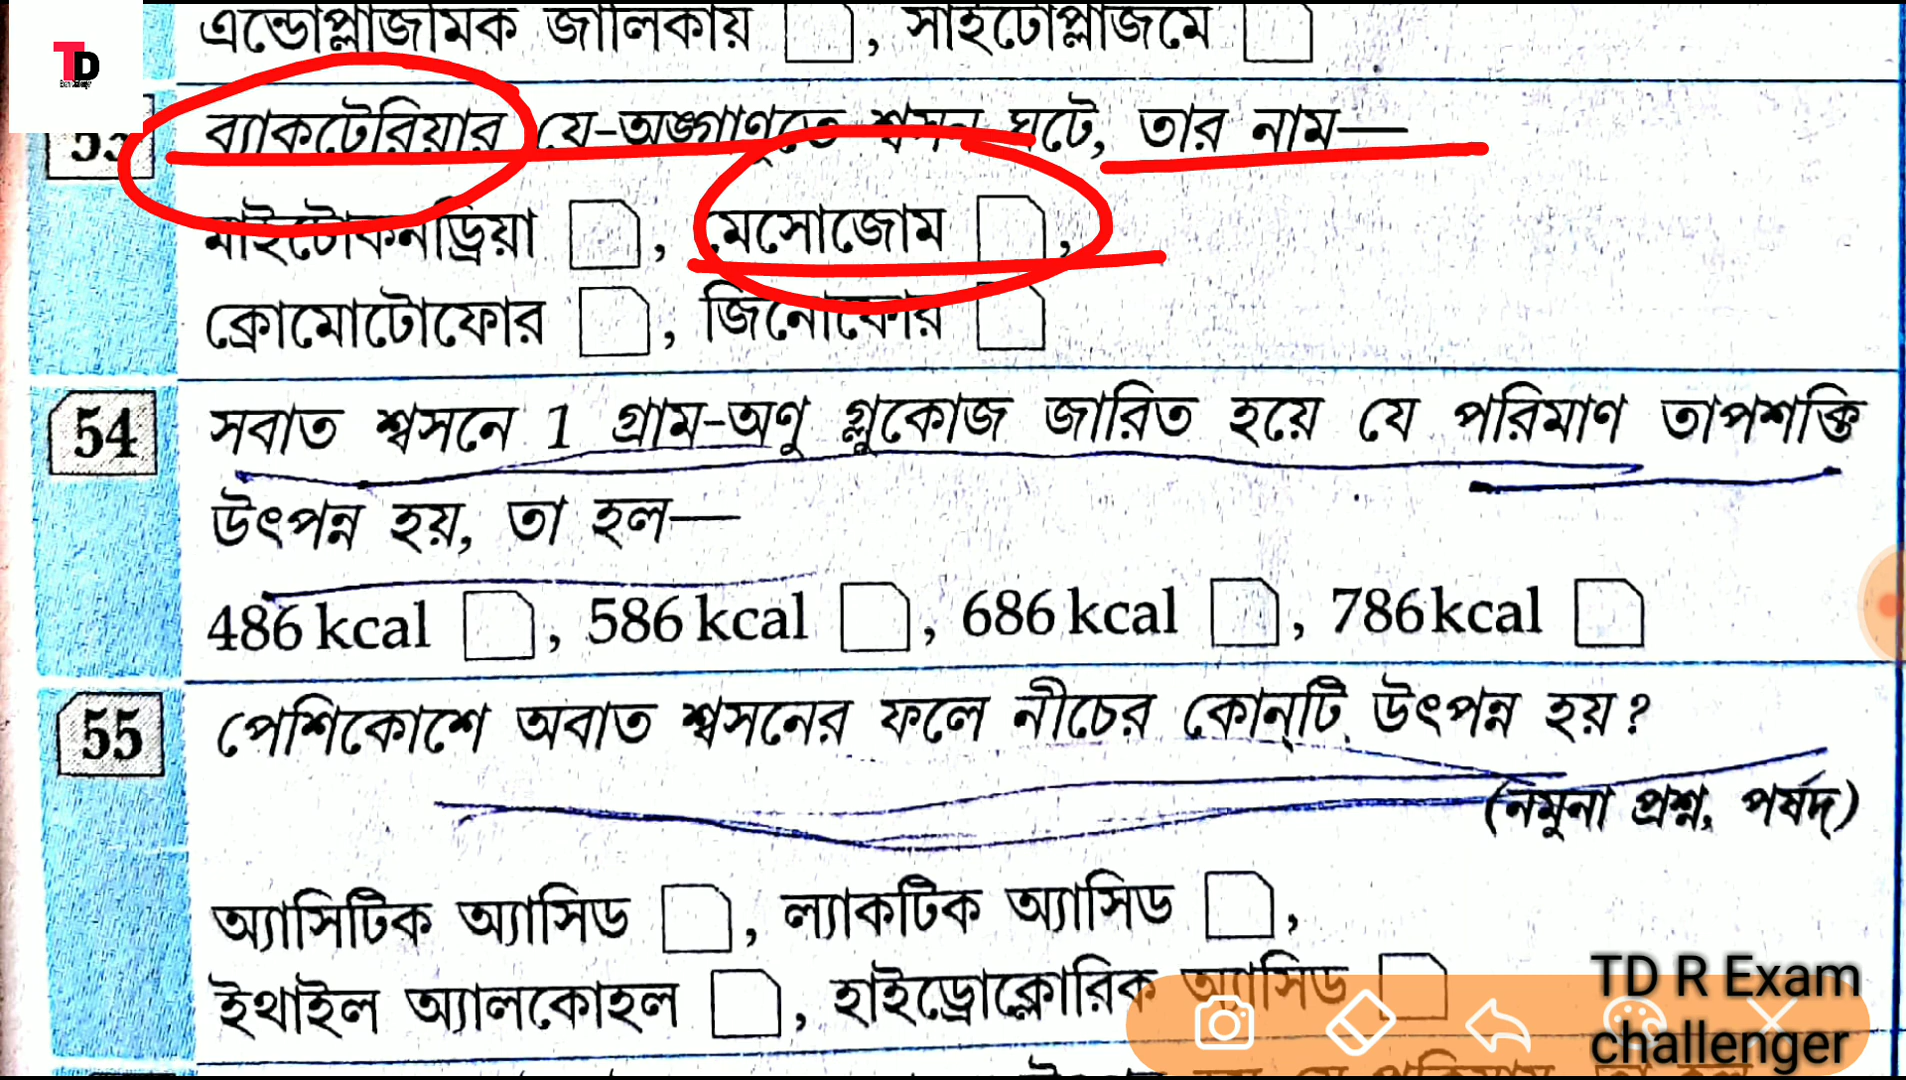 এন্ডোপ্লাজমিক জালিকায় , সাইটোপ্লাজমে
TD
53 ব্যাকটেরিয়ার যে-অঙ্গাণুতে শ্বসন ঘটে, তার নাম—
মাইটোকনড্রিয়া , মেসোজোম ,
ক্রোমোটোফোর , জিনোফোর
54 সবাত শ্বসনে 1 গ্রাম-অণু গ্লুকোজ জারিত হয়ে যে পরিমাণ তাপশক্তি
উৎপন্ন হয়, তা হল—
486 kcal , 586 kcal , 686 kcal , 786 kcal
55 পেশিকোশে অবাত শ্বসনের ফলে নীচের কোন্‌টি উৎপন্ন হয়?
(নমুনা প্রশ্ন, পর্ষদ)
অ্যাসিটিক অ্যাসিড , ল্যাকটিক অ্যাসিড ,
ইথাইল অ্যালকোহল , হাইড্রোক্লোরিক অ্যাসিড
TD R Exam
challenger